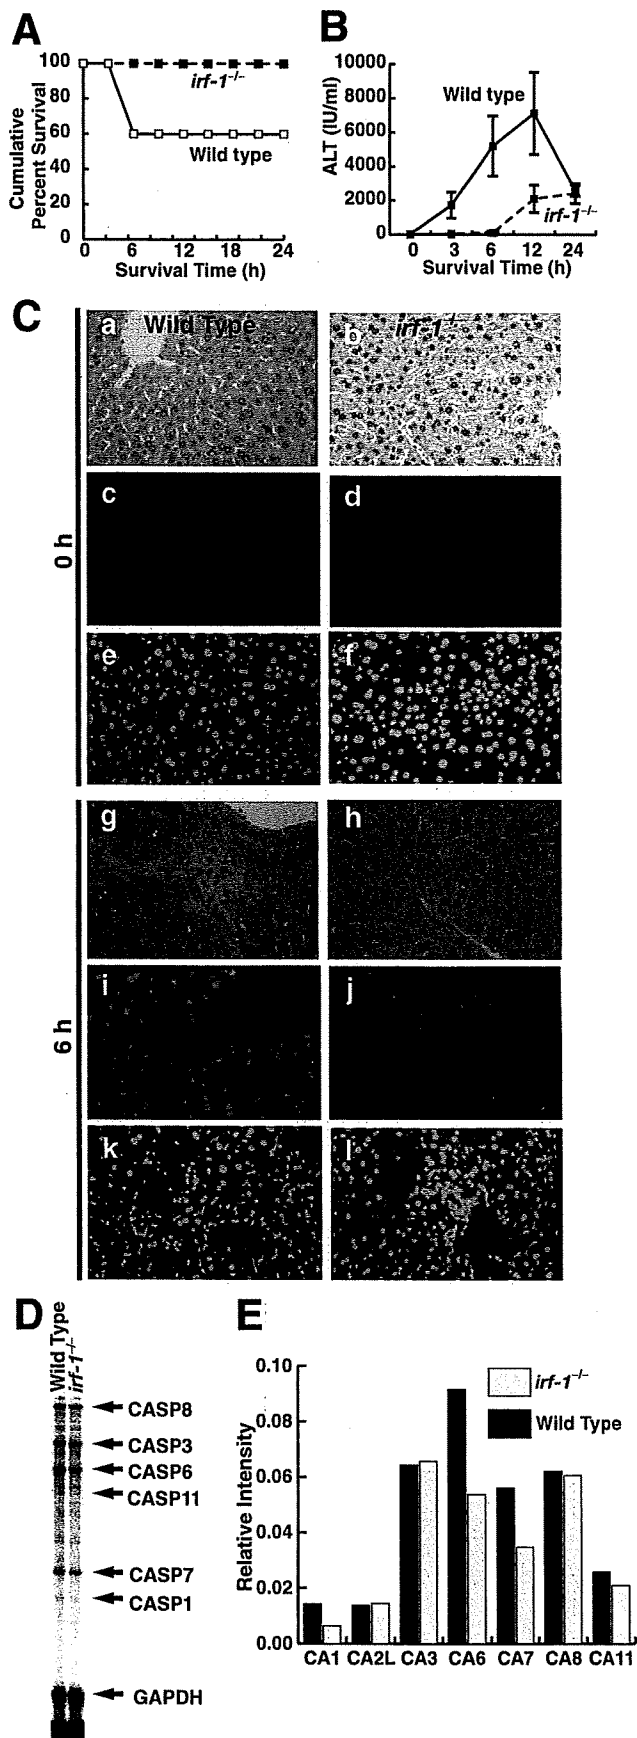 A
B
Cumulative
Percent Survival
100
80
60
40
20
0
irf-1⁻/⁻
Wild type
0 6 12 18 24
Survival Time (h)
ALT (IU/ml)
10000
8000
6000
4000
2000
0
Wild type
irf-1⁻/⁻
0 3 6 12 24
Survival Time (h)
C
0 h
a Wild Type
b irf-1⁻/⁻
c
d
e
f
6 h
g
h
i
j
k
l
D
Wild Type
irf-1⁻/⁻
CASP8
CASP3
CASP6
CASP11
CASP7
CASP1
GAPDH
E
Relative Intensity
0.10
0.08
0.06
0.04
0.02
0.00
irf-1⁻/⁻
Wild Type
CA1 CA2L CA3 CA6 CA7 CA8 CA11